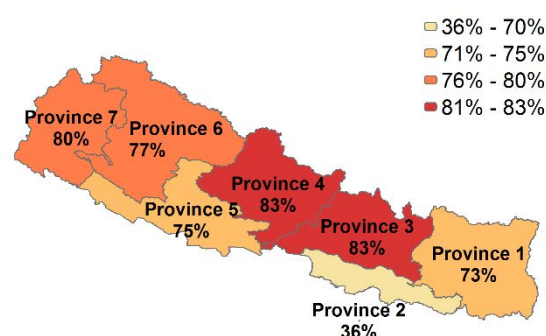 36% - 70%
71% - 75%
76% - 80%
81% - 83%
Province 7
80%
Province 6
77%
Province 4
83%
Province 5
75%
Province 3
83%
Province 1
73%
Province 2
36%